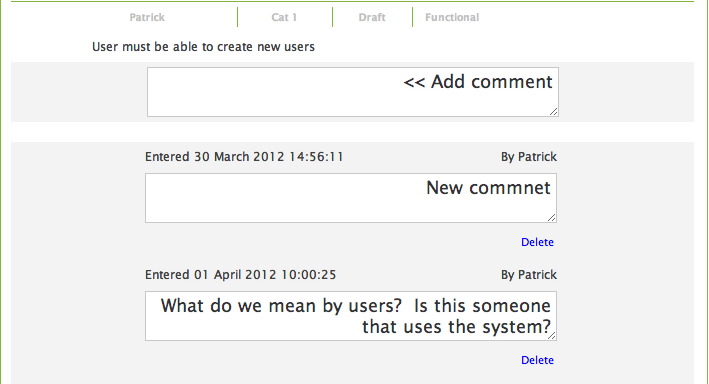 Patrick Cat 1 Draft Functional
User must be able to create new users
<< Add comment
Entered 30 March 2012 14:56:11 By Patrick
New commnet
Delete
Entered 01 April 2012 10:00:25 By Patrick
What do we mean by users?  Is this someone
that uses the system?
Delete